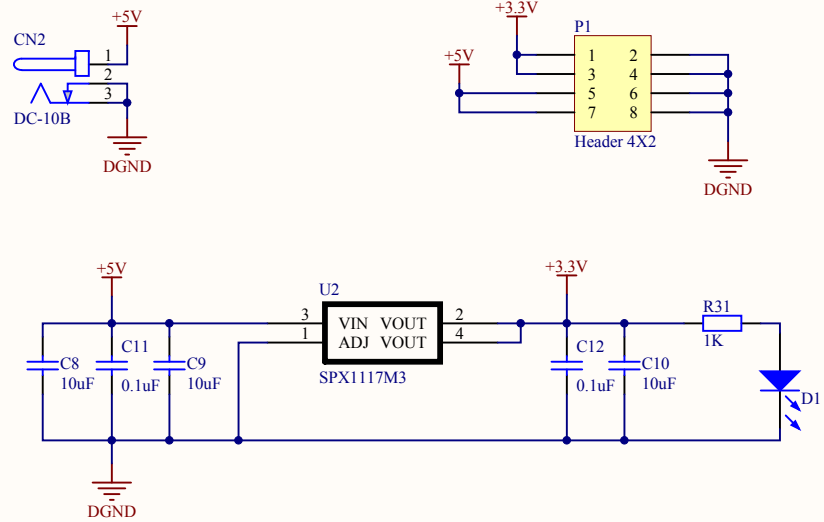 +5V
CN2
1
2
3
DC-10B
DGND
+3.3V
P1
+5V
1 2
3 4
5 6
7 8
Header 4X2
DGND
+5V
U2
3 VIN VOUT 2
1 ADJ VOUT 4
SPX1117M3
C8
10uF
C11
0.1uF
C9
10uF
DGND
+3.3V
C12
0.1uF
C10
10uF
R31
1K
D1